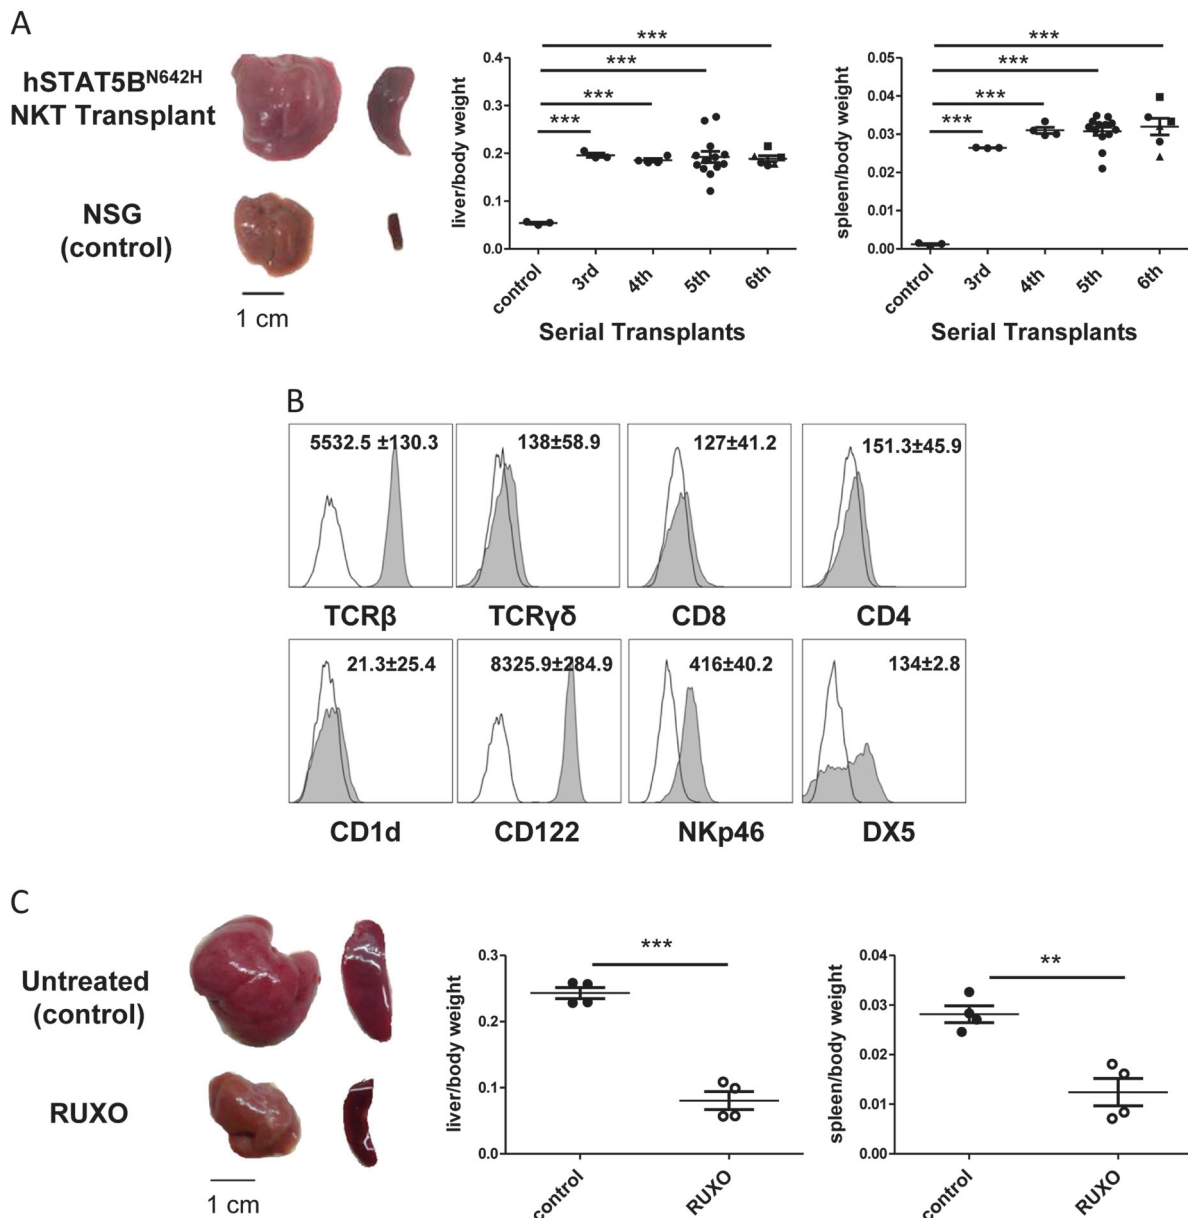 A
hSTAT5B^N642H
NKT Transplant
NSG
(control)
1 cm
liver/body weight
0.4
0.3
0.2
0.1
0.0
***
***
***
***
control
3rd
4th
5th
6th
Serial Transplants
spleen/body weight
0.05
0.04
0.03
0.02
0.01
0.00
***
***
***
***
control
3rd
4th
5th
6th
Serial Transplants
B
5532.5 ±130.3
138±58.9
127±41.2
151.3±45.9
TCRβ
TCRγδ
CD8
CD4
21.3±25.4
8325.9±284.9
416±40.2
134±2.8
CD1d
CD122
NKp46
DX5
C
Untreated
(control)
RUXO
1 cm
liver/body weight
0.3
0.2
0.1
0.0
***
control
RUXO
spleen/body weight
0.04
0.03
0.02
0.01
0.00
**
control
RUXO